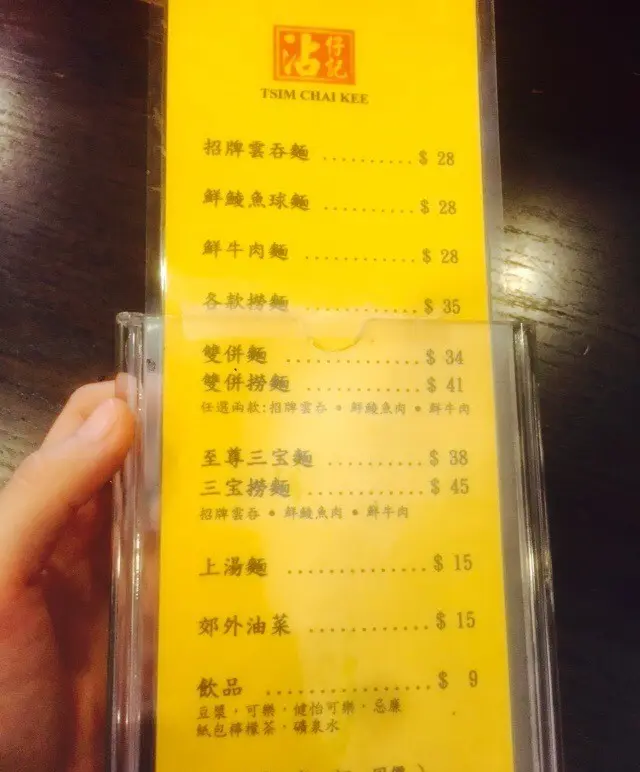 沾仔記
TSIM CHAI KEE
招牌雲吞麵 ..........$ 28
鮮鯪魚球麵 ..........$ 28
鮮牛肉麵 ............$ 28
各款撈麵 ............$ 35
雙併麵 ..............$ 34
雙併撈麵 ............$ 41
任選兩款:招牌雲吞 • 鮮鯪魚肉 • 鮮牛肉
至尊三宝麵 ..........$ 38
三宝撈麵 ............$ 45
招牌雲吞 • 鮮鯪魚肉 • 鮮牛肉
上湯麵 ..............$ 15
郊外油菜 ............$ 15
飲品 ................$ 9
豆漿，可樂，健怡可樂，忌廉
紙包檸檬茶，礦泉水